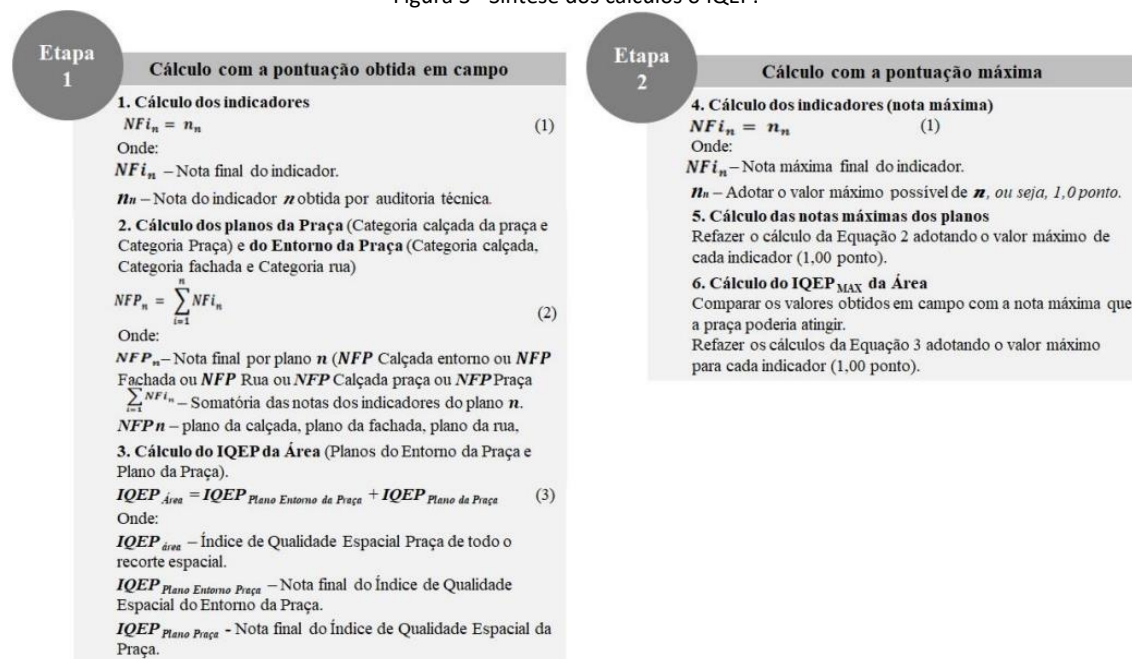 Figura 3 - Síntese dos cálculos o IQEP.
Etapa
1
Cálculo com a pontuação obtida em campo
1. Cálculo dos indicadores
NFi_n = n_n (1)
Onde:
NFi_n – Nota final do indicador.
n_n – Nota do indicador n obtida por auditoria técnica.
2. Cálculo dos planos da Praça (Categoria calçada da praça e
Categoria Praça) e do Entorno da Praça (Categoria calçada,
Categoria fachada e Categoria rua)
NFP_n = \sum_{i=1}^{n} NFi_n (2)
Onde:
NFP_n – Nota final por plano n (NFP Calçada entorno ou NFP
Fachada ou NFP Rua ou NFP Calçada praça ou NFP Praça
\sum_{i=1}^{NFi_n} – Somatória das notas dos indicadores do plano n.
NFP n – plano da calçada, plano da fachada, plano da rua,
3. Cálculo do IQEP da Área (Planos do Entorno da Praça e
Plano da Praça).
IQEP Área = IQEP Plano Entorno da Praça + IQEP Plano da Praça (3)
Onde:
IQEP área – Índice de Qualidade Espacial Praça de todo o
recorte espacial.
IQEP Plano Entorno Praça – Nota final do Índice de Qualidade
Espacial do Entorno da Praça.
IQEP Plano Praça - Nota final do Índice de Qualidade Espacial da
Praça.
Etapa
2
Cálculo com a pontuação máxima
4. Cálculo dos indicadores (nota máxima)
NFi_n = n_n (1)
Onde:
NFi_n – Nota máxima final do indicador.
n_n – Adotar o valor máximo possível de n, ou seja, 1,0 ponto.
5. Cálculo das notas máximas dos planos
Refazer o cálculo da Equação 2 adotando o valor máximo de
cada indicador (1,00 ponto).
6. Cálculo do IQEP MAX da Área
Comparar os valores obtidos em campo com a nota máxima que
a praça poderia atingir.
Refazer os cálculos da Equação 3 adotando o valor máximo
para cada indicador (1,00 ponto).